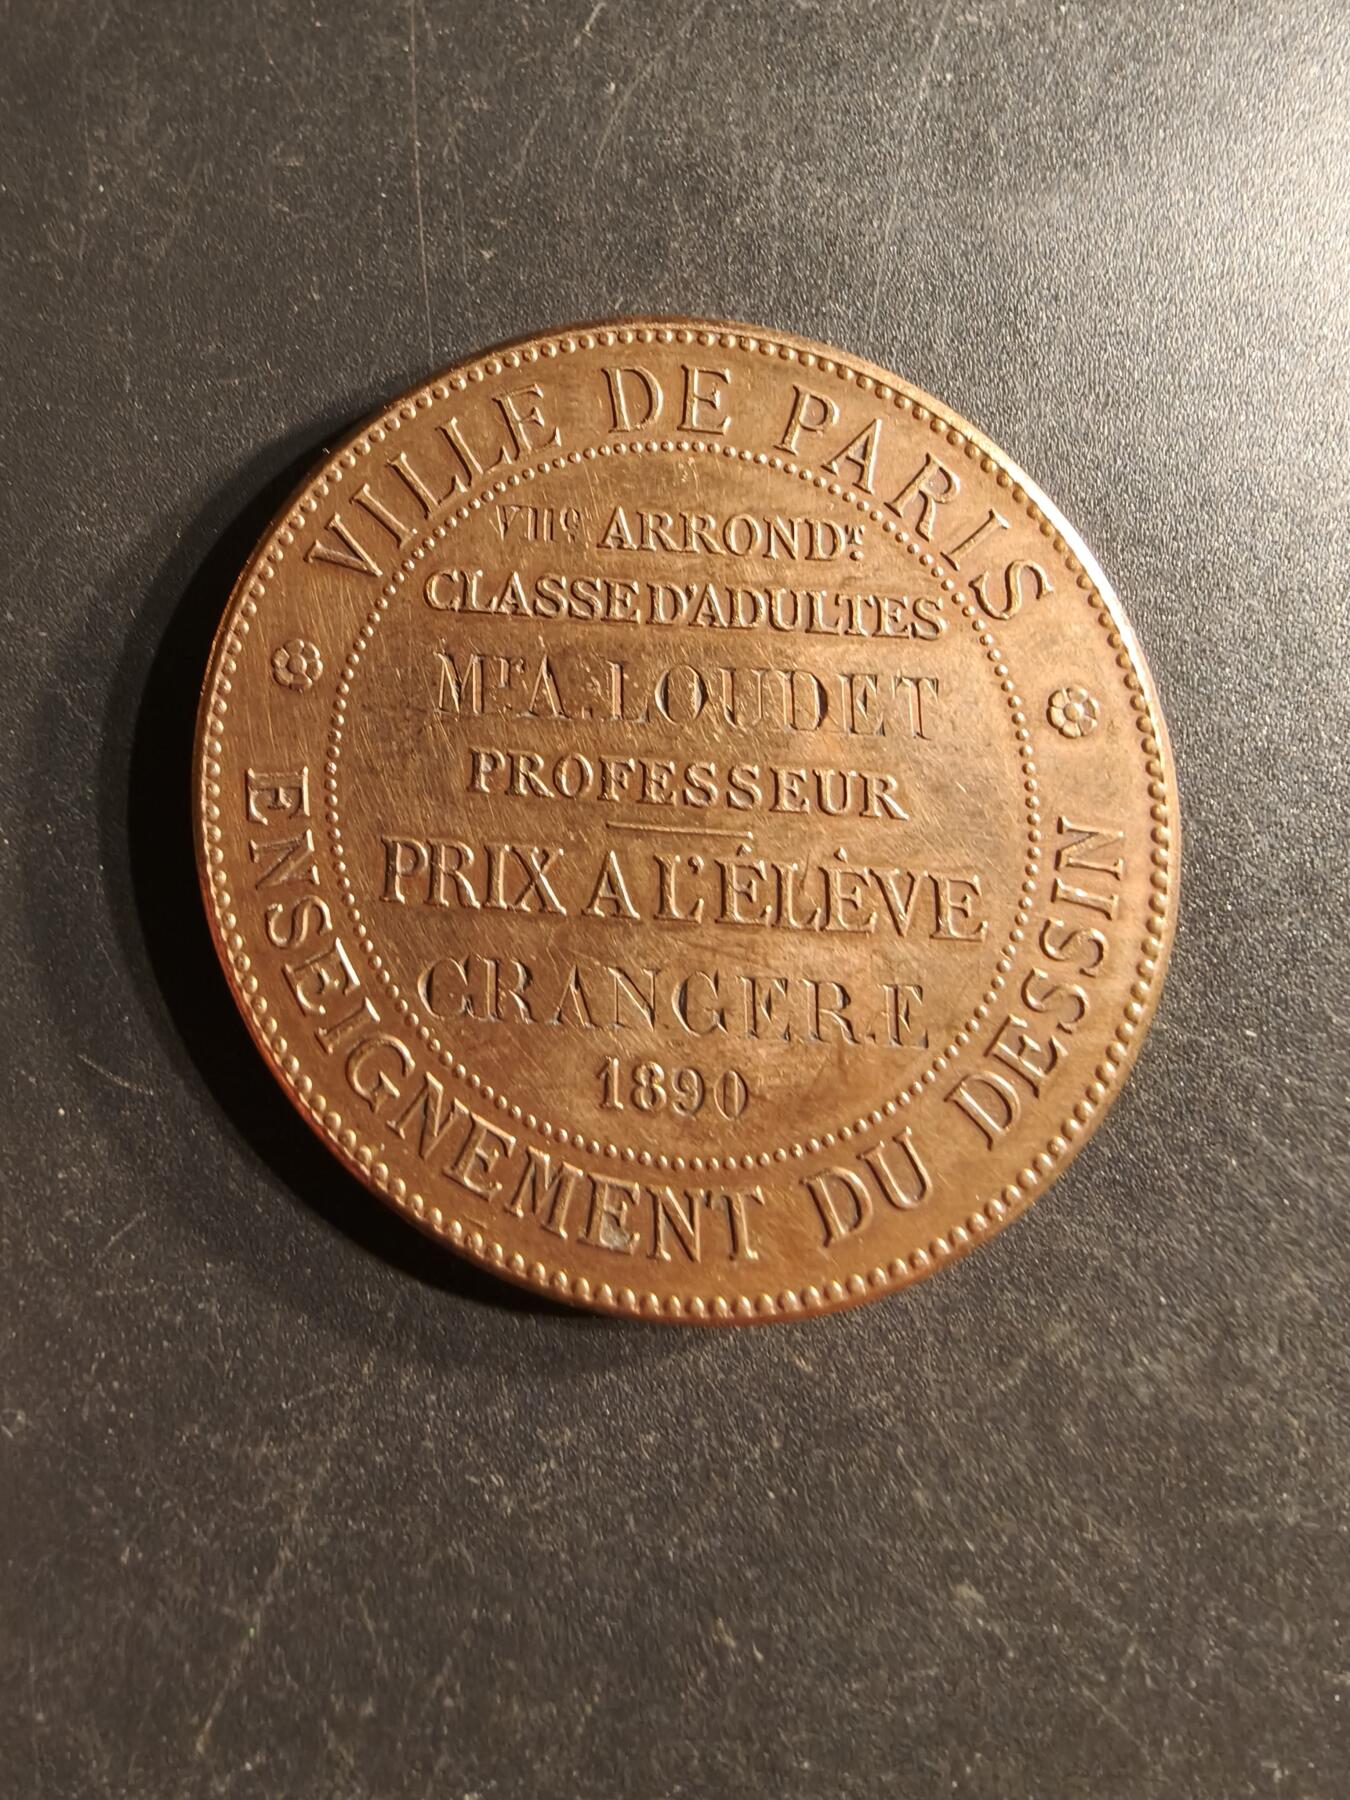 VILLE DE PARIS
VIIe ARRONDT
CLASSE D'ADULTES
Mr A. LOUDET
PROFESSEUR
PRIX A L'ÉLÈVE
GRANGER.E
1890
ENSEIGNEMENT DU DESSIN